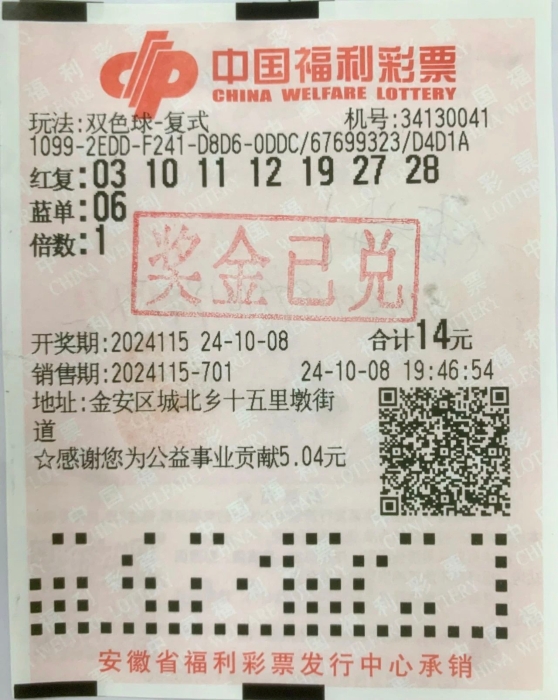 中国福利彩票
CHINA WELFARE LOTTERY
玩法:双色球-复式 机号:34130041
1099-2EDD-F241-D8D6-0DDC/67699323/D4D1A
红复:03 10 11 12 19 27 28
蓝单:06
倍数:1
奖金已兑
开奖期:2024115 24-10-08 合计14元
销售期:2024115-701 24-10-08 19:46:54
地址:金安区城北乡十五里墩街
道
☆感谢您为公益事业贡献5.04元
安徽省福利彩票发行中心承销